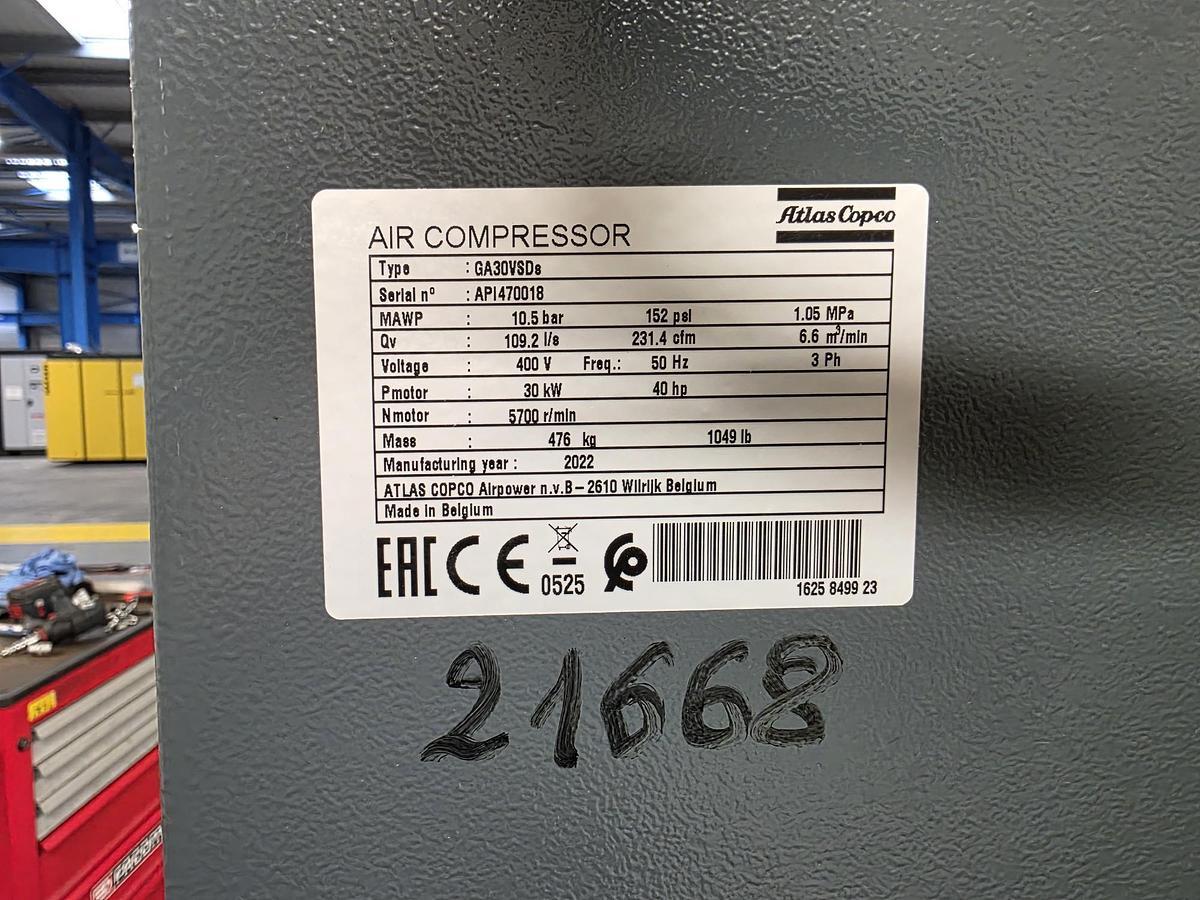 Atlas Copco
AIR COMPRESSOR
Type : GA30VSDs
Serial nº : API470018
MAWP : 10.5 bar 152 psi 1.05 MPa
Qv : 109.2 l/s 231.4 cfm 6.6 m³/min
Voltage : 400 V Freq.: 50 Hz 3 Ph
Pmotor : 30 kW 40 hp
Nmotor : 5700 r/min
Mass : 476 kg 1049 lb
Manufacturing year : 2022
ATLAS COPCO Airpower n.v.B – 2610 Wilrijk Belgium
Made in Belgium
EAC CE 0525
1625 8499 23
21668
FACOM